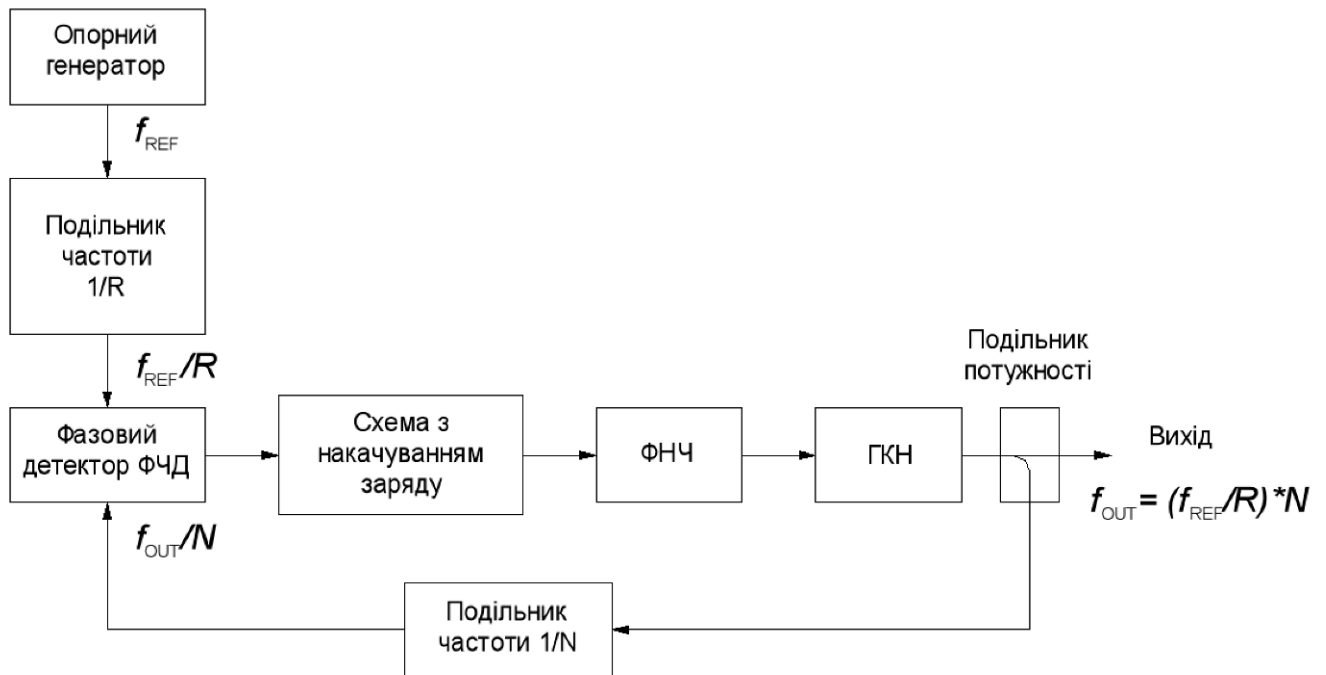 Опорний
генератор
fREF
Подільник
частоти
1/R
fREF/R
Подільник
потужності
Фазовий
детектор ФЧД
Схема з
накачуванням
заряду
ФНЧ
ГКН
Вихід
fOUT = (fREF/R)*N
fOUT/N
Подільник
частоти 1/N